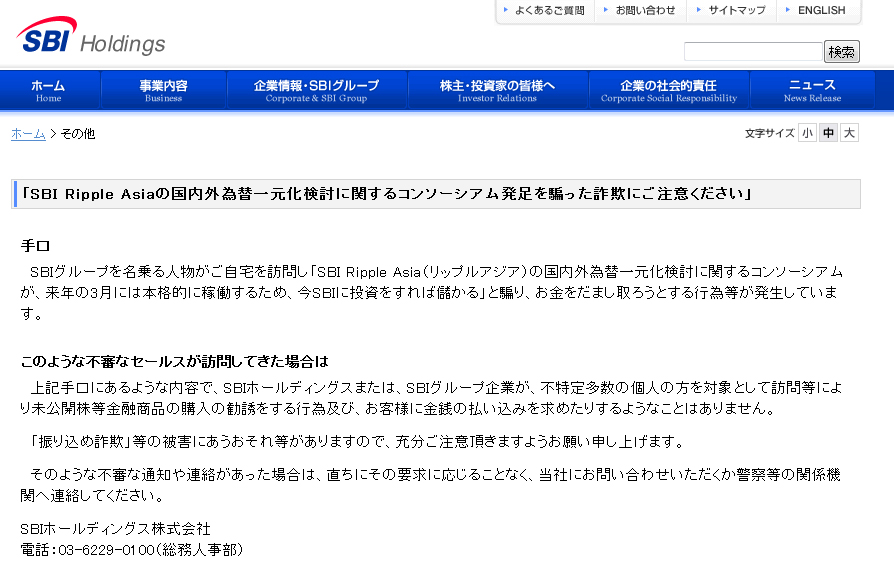 よくあるご質問 お問い合わせ サイトマップ ENGLISH
SBI Holdings
検索
ホーム 事業内容 企業情報・SBIグループ 株主・投資家の皆様へ 企業の社会的責任 ニュース
Home Business Corporate & SBI Group Investor Relations Corporate Social Responsibility News Release
ホーム > その他 文字サイズ 小 中 大
「SBI Ripple Asiaの国内外為替一元化検討に関するコンソーシアム発足を騙った詐欺にご注意ください」
手口
SBIグループを名乗る人物がご自宅を訪問し「SBI Ripple Asia（リップルアジア）の国内外為替一元化検討に関するコンソーシアム
が、来年の3月には本格的に稼働するため、今SBIに投資をすれば儲かる」と騙り、お金をだまし取ろうとする行為等が発生していま
す。
このような不審なセールスが訪問してきた場合は
上記手口にあるような内容で、SBIホールディングスまたは、SBIグループ企業が、不特定多数の個人の方を対象として訪問等によ
り未公開株等金融商品の購入の勧誘をする行為及び、お客様に金銭の払い込みを求めたりするようなことはありません。
「振り込め詐欺」等の被害にあうおそれ等がありますので、充分ご注意頂きますようお願い申し上げます。
そのような不審な通知や連絡があった場合は、直ちにその要求に応じることなく、当社にお問い合わせいただくか警察等の関係機
関へ連絡してください。
SBIホールディングス株式会社
電話：03-6229-0100（総務人事部）